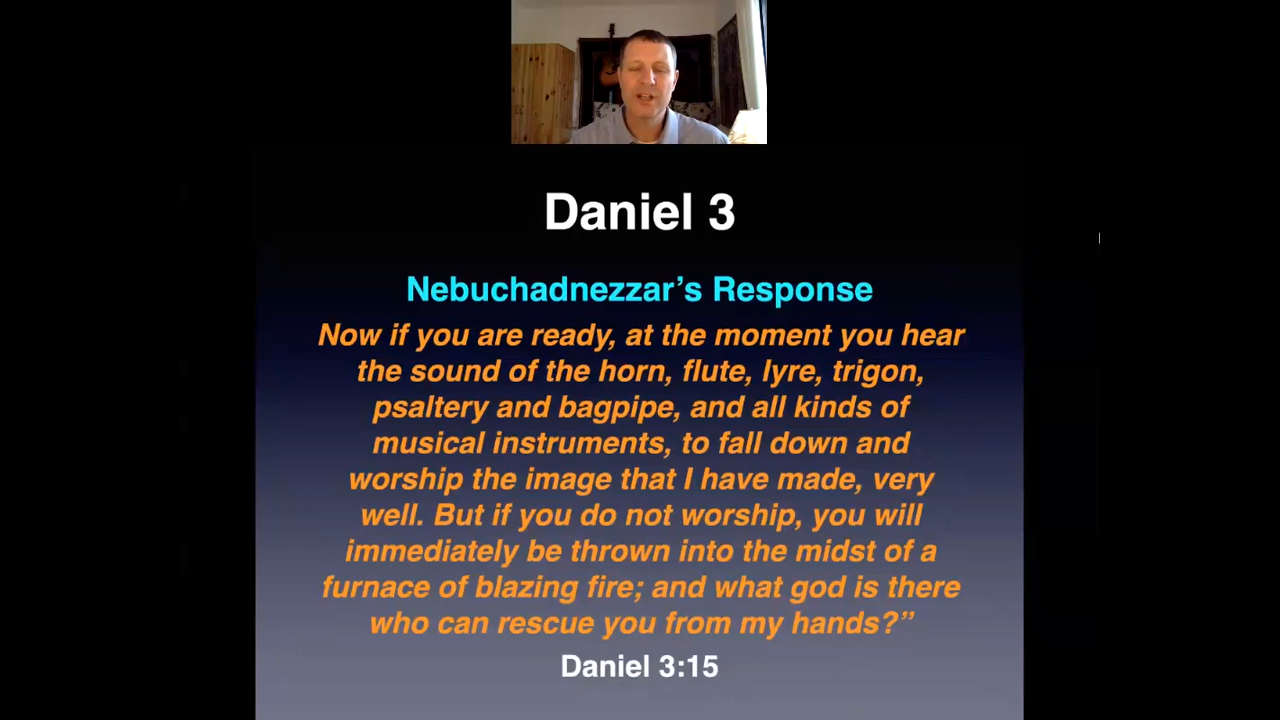 Daniel 3
Nebuchadnezzar’s Response
Now if you are ready, at the moment you hear
the sound of the horn, flute, lyre, trigon,
psaltery and bagpipe, and all kinds of
musical instruments, to fall down and
worship the image that I have made, very
well. But if you do not worship, you will
immediately be thrown into the midst of a
furnace of blazing fire; and what god is there
who can rescue you from my hands?”
Daniel 3:15